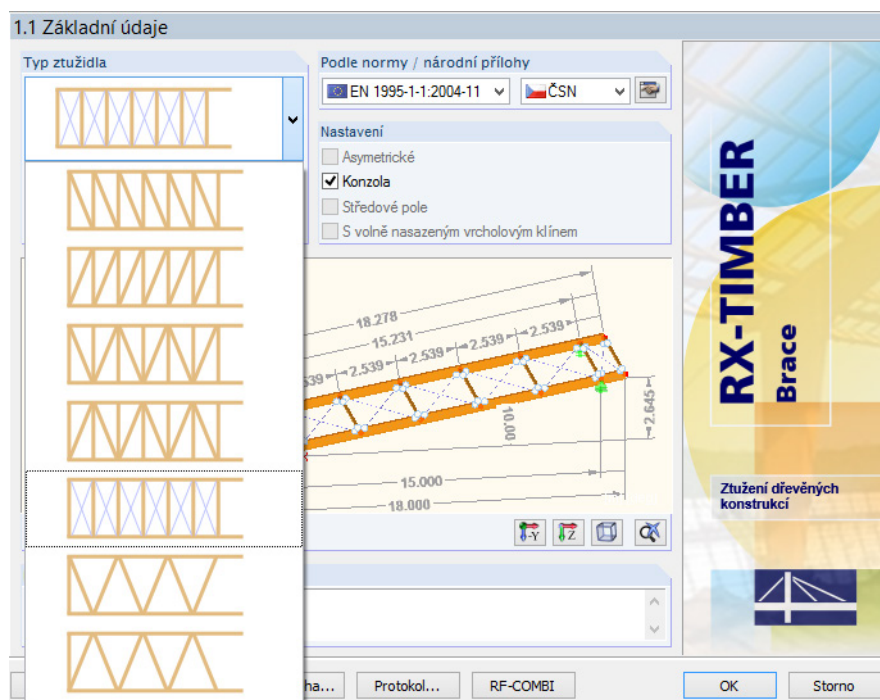 1.1 Základní údaje
Typ ztužidla
Podle normy / národní přílohy
EN 1995-1-1:2004-11
ČSN
Nastavení
Asymetrické
Konzola
Středové pole
S volně nasazeným vrcholovým klínem
18.278
15.231
2.539
2.539
2.539
2.539
10.00
2.645
15.000
18.000
-Y
Z
RX-TIMBER
Brace
Ztužení dřevěných
konstrukcí
Protokol...
RF-COMBI
OK
Storno